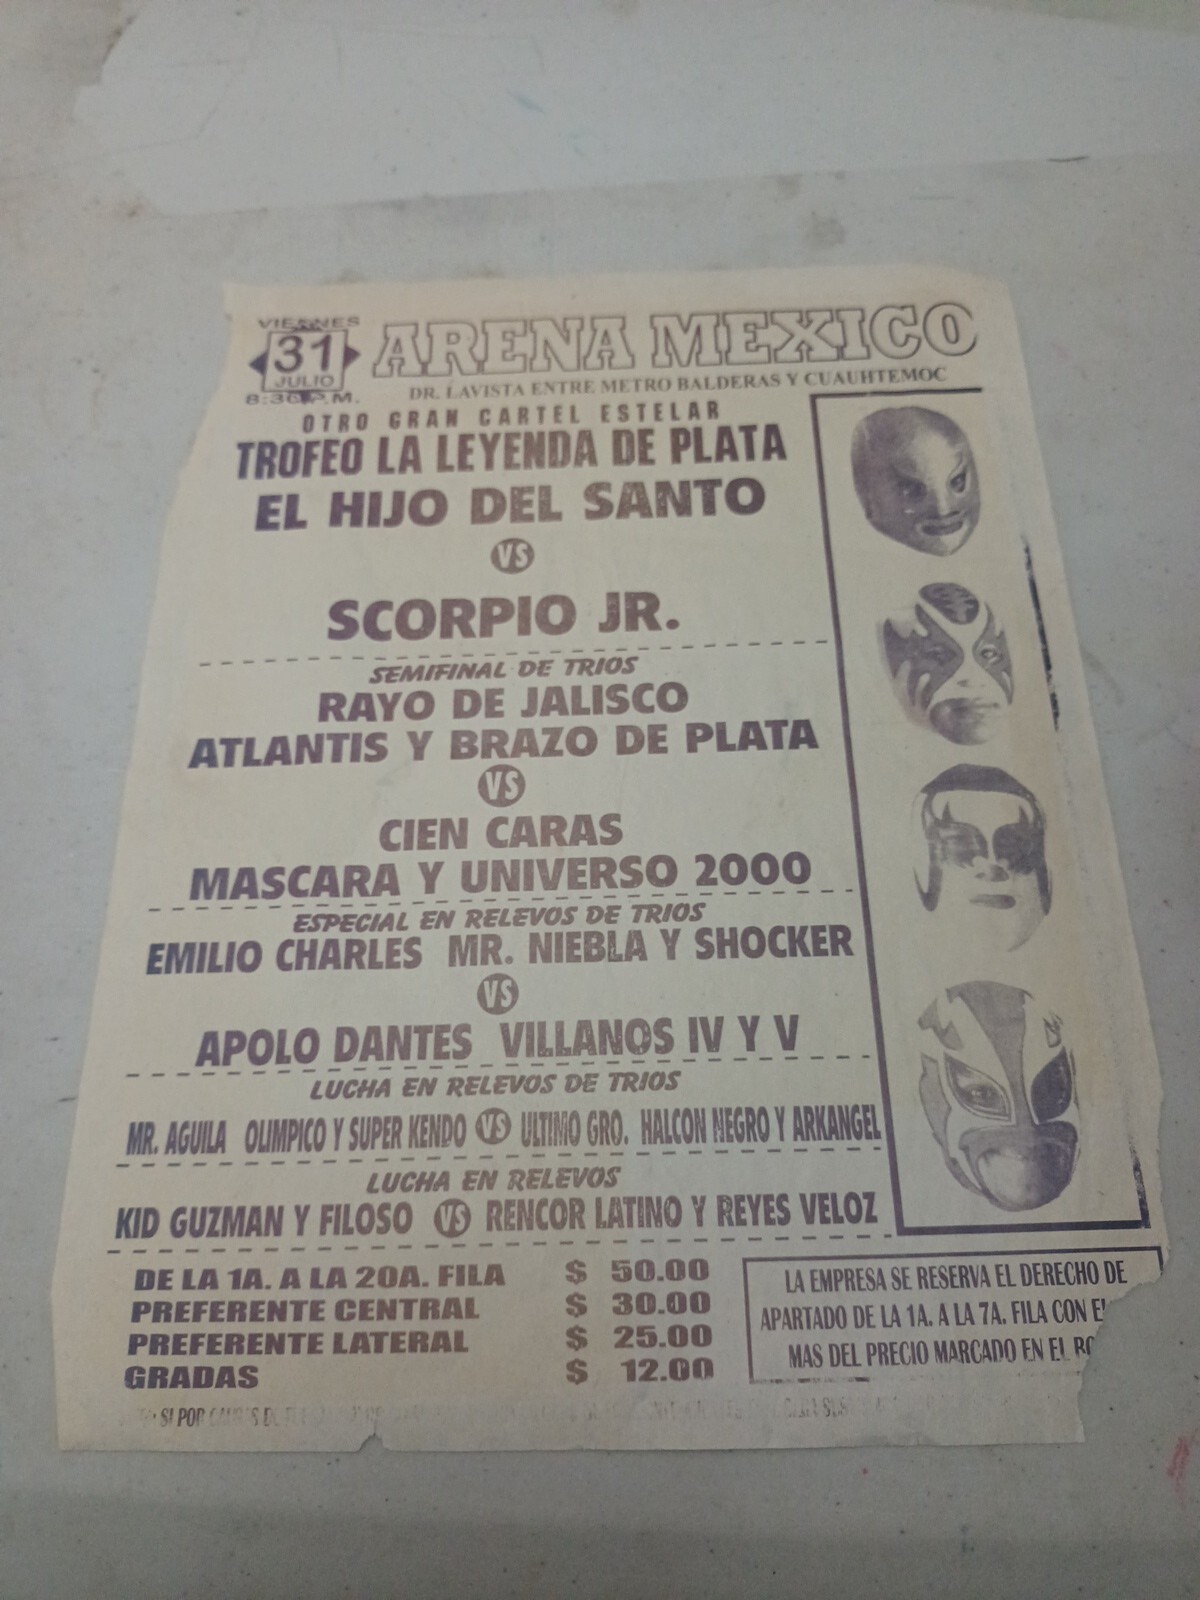 VIERNES
31
JULIO
8:30 P.M.
ARENA MEXICO
DR. LAVISTA ENTRE METRO BALDERAS Y CUAUHTEMOC
OTRO GRAN CARTEL ESTELAR
TROFEO LA LEYENDA DE PLATA
EL HIJO DEL SANTO
VS
SCORPIO JR.
SEMIFINAL DE TRIOS
RAYO DE JALISCO
ATLANTIS Y BRAZO DE PLATA
VS
CIEN CARAS
MASCARA Y UNIVERSO 2000
ESPECIAL EN RELEVOS DE TRIOS
EMILIO CHARLES MR. NIEBLA Y SHOCKER
VS
APOLO DANTES VILLANOS IV Y V
LUCHA EN RELEVOS DE TRIOS
MR. AGUILA OLIMPICO Y SUPER KENDO VS ULTIMO GRO. HALCON NEGRO Y ARKANGEL
LUCHA EN RELEVOS
KID GUZMAN Y FILOSO VS RENCOR LATINO Y REYES VELOZ
DE LA 1A. A LA 20A. FILA $ 50.00
PREFERENTE CENTRAL $ 30.00
PREFERENTE LATERAL $ 25.00
GRADAS $ 12.00
LA EMPRESA SE RESERVA EL DERECHO DE
APARTADO DE LA 1A. A LA 7A. FILA CON
MAS DEL PRECIO MARCADO EN EL
SI POR